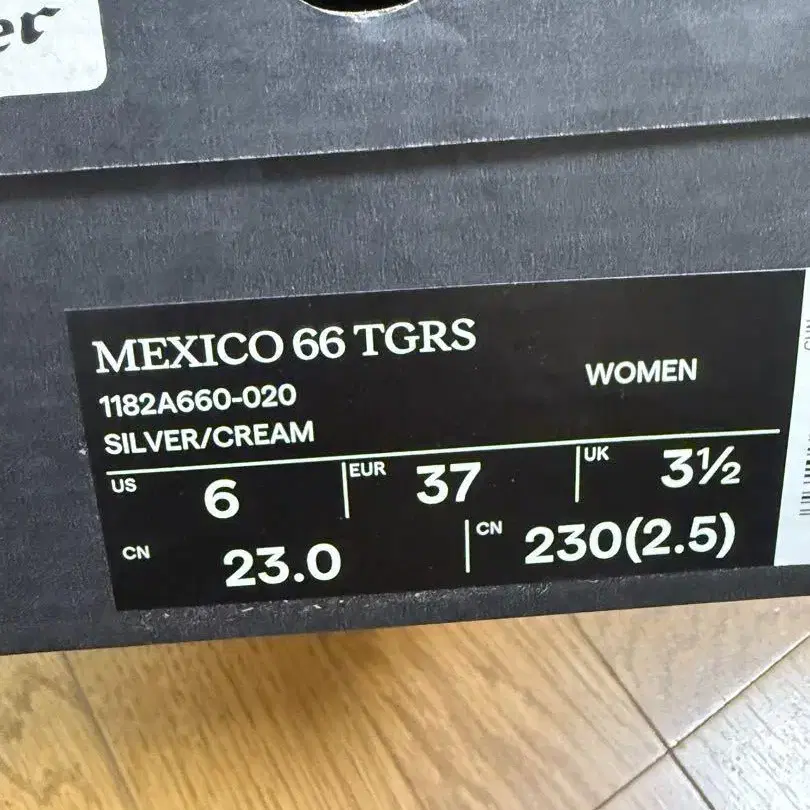 er
MEXICO 66 TGRS
WOMEN
1182A660-020
SILVER/CREAM
US 6 EUR 37 UK 3½
CN 23.0 CN 230(2.5)